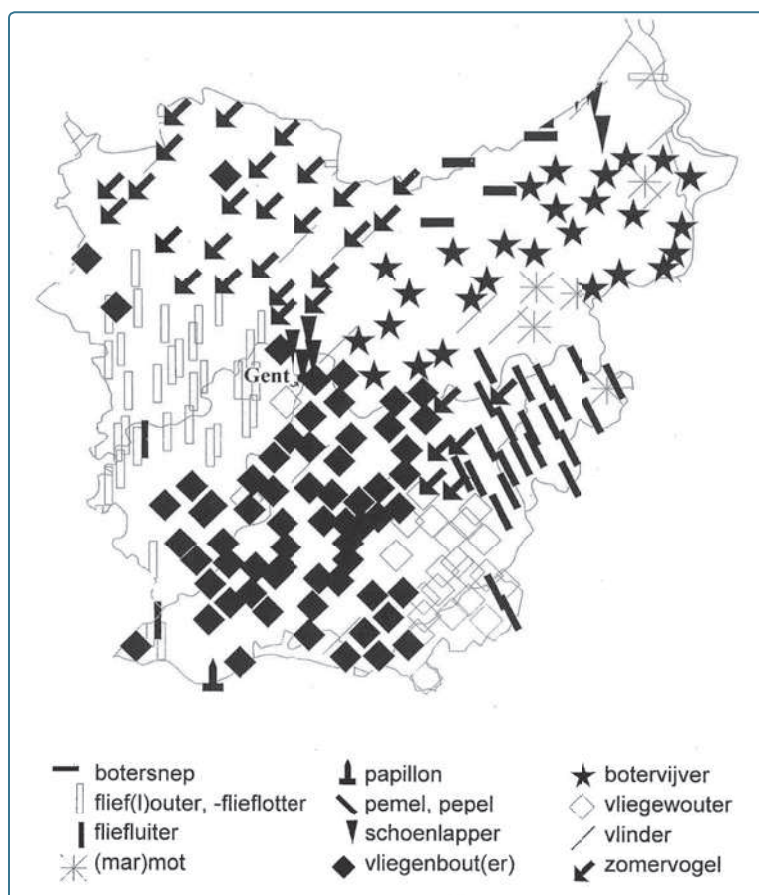 Gent
botersnep papillon botervijver
flief(l)outer, -flieflotter pemel, pepel vliegewouter
fliefluiter schoenlapper vlinder
(mar)mot vliegenbout(er) zomervogel